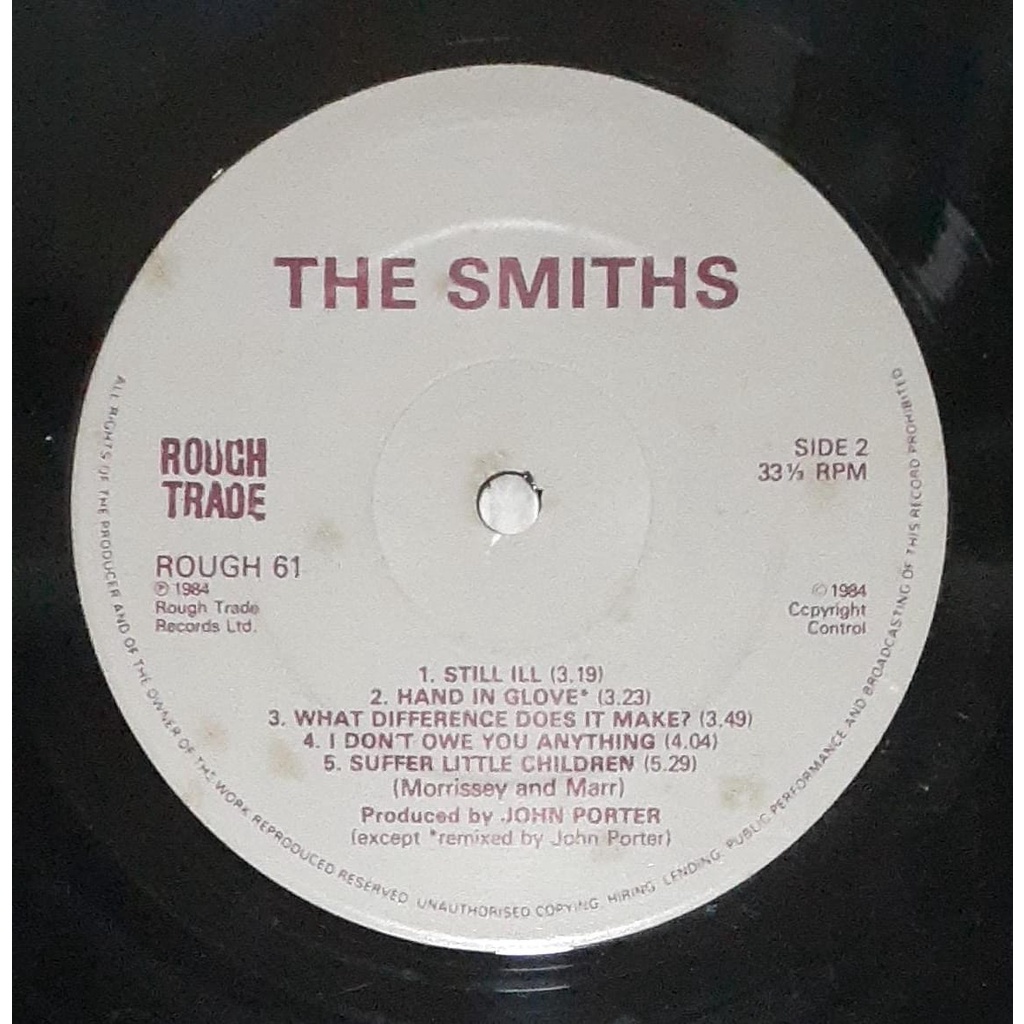 THE SMITHS
ROUGH
TRADE
SIDE 2
33⅓ RPM
ROUGH 61
℗ 1984
Rough Trade
Records Ltd.
© 1984
Copyright
Control
1. STILL ILL (3.19)
2. HAND IN GLOVE* (3.23)
3. WHAT DIFFERENCE DOES IT MAKE? (3.49)
4. I DON'T OWE YOU ANYTHING (4.04)
5. SUFFER LITTLE CHILDREN (5.29)
(Morrissey and Marr)
Produced by JOHN PORTER
(except *remixed by John Porter)
ALL RIGHTS OF THE PRODUCER AND OF THE OWNER OF THE WORK REPRODUCED RESERVED. UNAUTHORISED COPYING, HIRING, LENDING, PUBLIC PERFORMANCE AND BROADCASTING OF THIS RECORD PROHIBITED